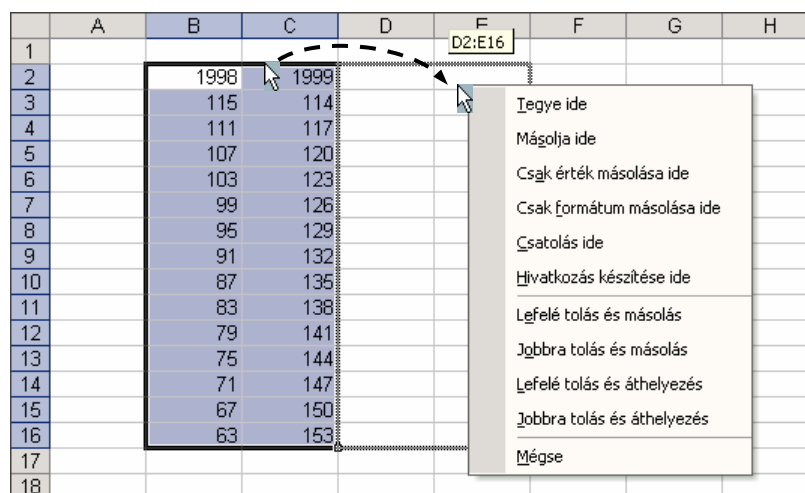 A B C D E F G H
D2:E16
1
2 1998 1999
3 115 114
4 111 117
5 107 120
6 103 123
7 99 126
8 95 129
9 91 132
10 87 135
11 83 138
12 79 141
13 75 144
14 71 147
15 67 150
16 63 153
17
18
Tegye ide
Másolja ide
Csak érték másolása ide
Csak formátum másolása ide
Csatolás ide
Hivatkozás készítése ide
Lefelé tolás és másolás
Jobbra tolás és másolás
Lefelé tolás és áthelyezés
Jobbra tolás és áthelyezés
Mégse